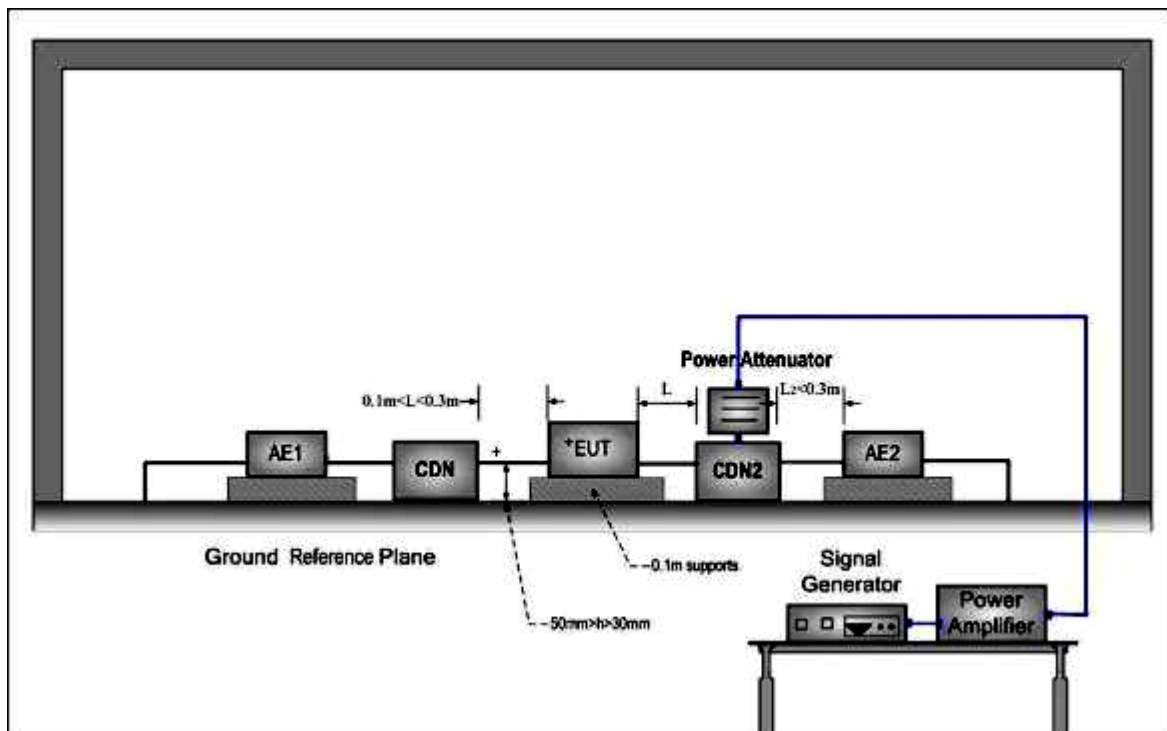 Power Attenuator
0.1m<L<0.3m
L
L2<0.3m
AE1
CDN
+
+EUT
CDN2
AE2
Ground Reference Plane
--0.1m supports
--50mm>h>30mm
Signal
Generator
Power
Amplifier